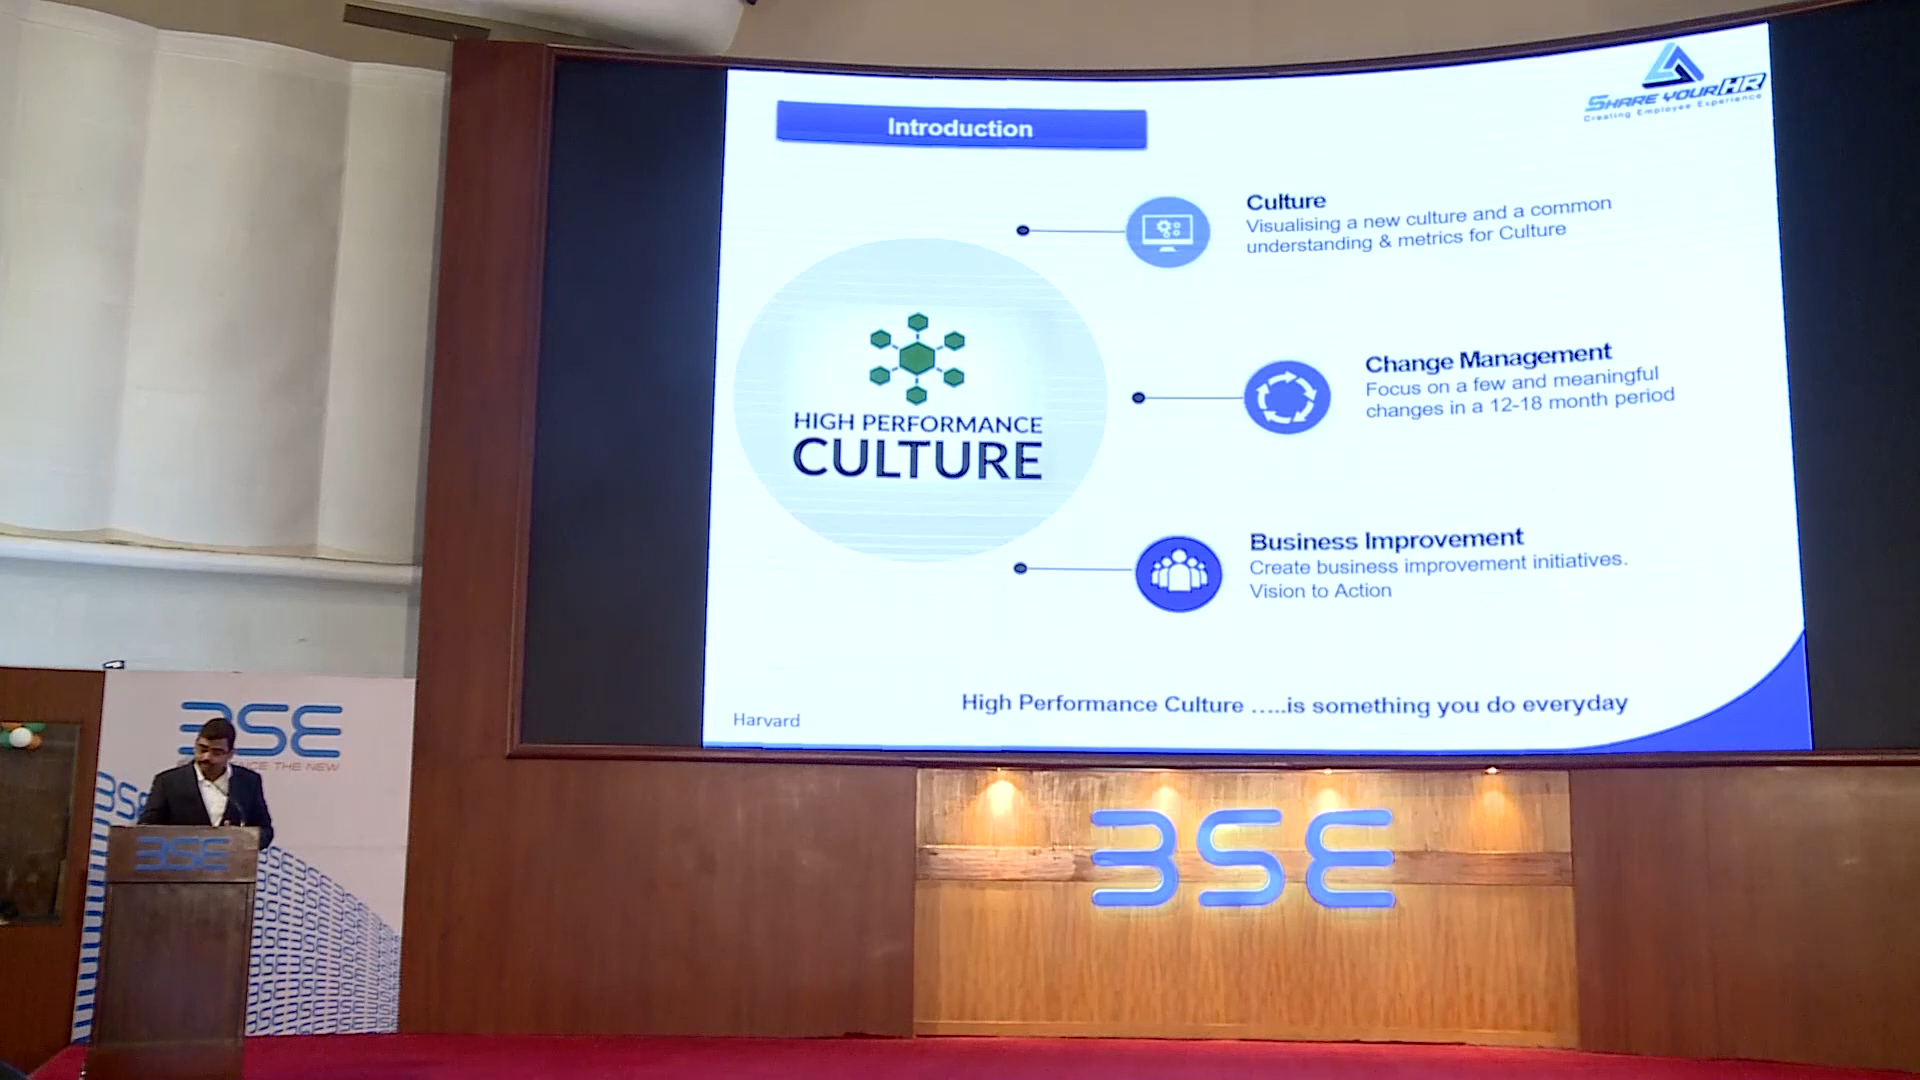 Introduction
SHARE YOUR HR
Creating Employee Experience
Culture
Visualising a new culture and a common
understanding & metrics for Culture
HIGH PERFORMANCE
CULTURE
Change Management
Focus on a few and meaningful
changes in a 12-18 month period
Business Improvement
Create business improvement initiatives.
Vision to Action
High Performance Culture .....is something you do everyday
Harvard
BSE
THE NEW
BSE
BSE